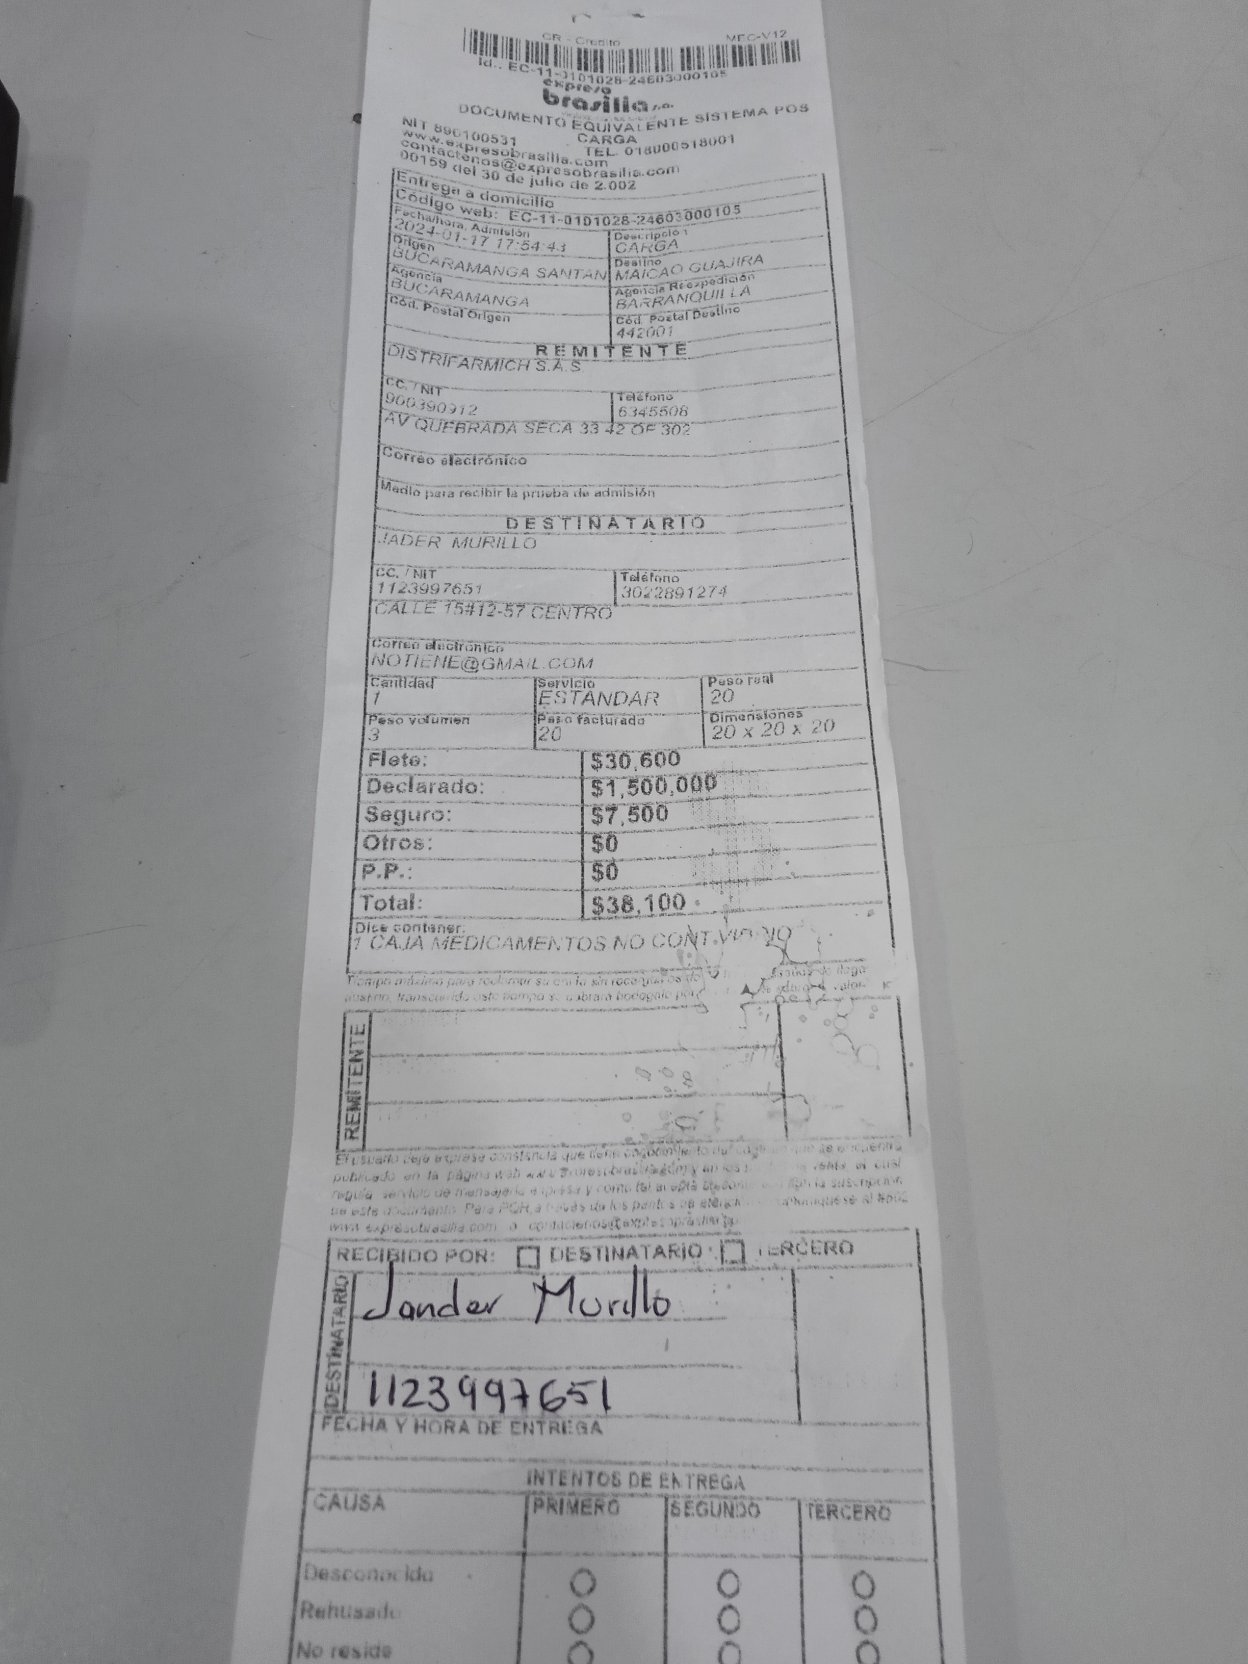 CR - Credito MFC-V12
Id.: EC-11-0101028-24603000105
expreso
brasilia s.a.
DOCUMENTO EQUIVALENTE SISTEMA POS
CARGA
NIT 890100531 TEL. 018000518001
www.expresobrasilia.com
contactenos@expresobrasilia.com
00159 del 30 de julio de 2.002
Entrega a domicilio
Código web: EC-11-0101028-24603000105
Fecha/hora, Admisión
2024-01-17 17:54:43
CARGA
Origen Destino
BUCARAMANGA SANTAN MAICAO GUAJIRA
Agencia Agencia Reexpedición
BUCARAMANGA BARRANQUILLA
Cód. Postal Origen Cód. Postal Destino
442001
REMITENTE
DISTRIFARMICH S.A.S
CC. / NIT Teléfono
900390912 6345508
AV QUEBRADA SECA 33 42 OF 302
Correo electrónico
Medio para recibir la prueba de admisión
DESTINATARIO
JADER MURILLO
CC. / NIT Teléfono
1123997651 3022891274
CALLE 15#12-57 CENTRO
Correo electrónico
NOTIENE@GMAIL.COM
Cantidad Servicio Peso real
1 ESTANDAR 20
Peso volumen Peso facturado Dimensiones
3 20 20 x 20 x 20
Flete: $30,600
Declarado: $1,500,000
Seguro: $7,500
Otros: $0
P.P.: $0
Total: $38,100
Dice contener:
1 CAJA MEDICAMENTOS NO CONT.VID NO
REMITENTE
RECIBIDO POR: DESTINATARIO TERCERO
DESTINATARIO
Jander Murillo
1123997651
FECHA Y HORA DE ENTREGA
INTENTOS DE ENTREGA
CAUSA PRIMERO SEGUNDO TERCERO
Desconocido
Rehusado
No reside